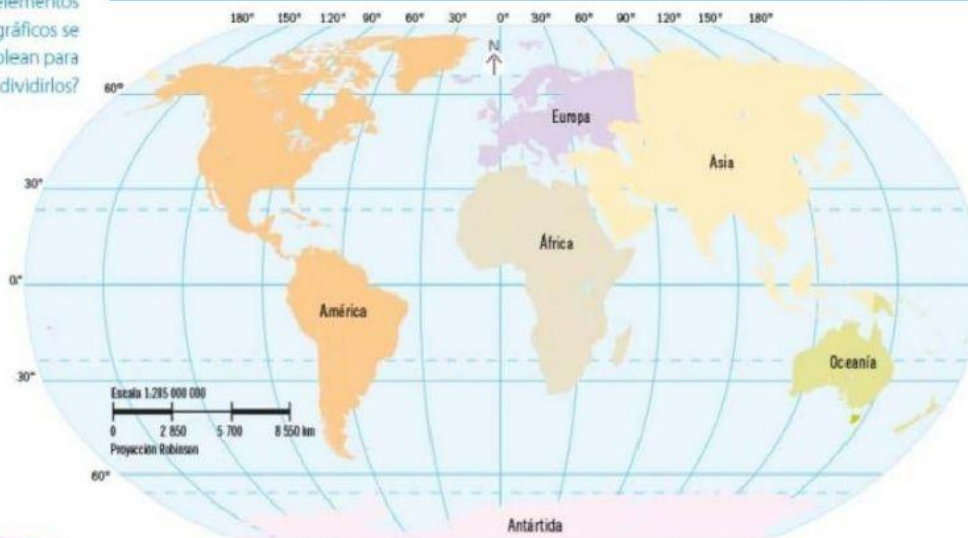 elementos
gráficos se
plean para
dividirlos?
180° 150° 120° 90° 60° 30° 0° 30° 60° 90° 120° 150° 180°
N
60°
Europa
Asia
30°
África
0°
América
Oceanía
30°
Escala 1:285 000 000
0 2 850 5 700 8 550 km
Proyección Robinson
60°
Antártida